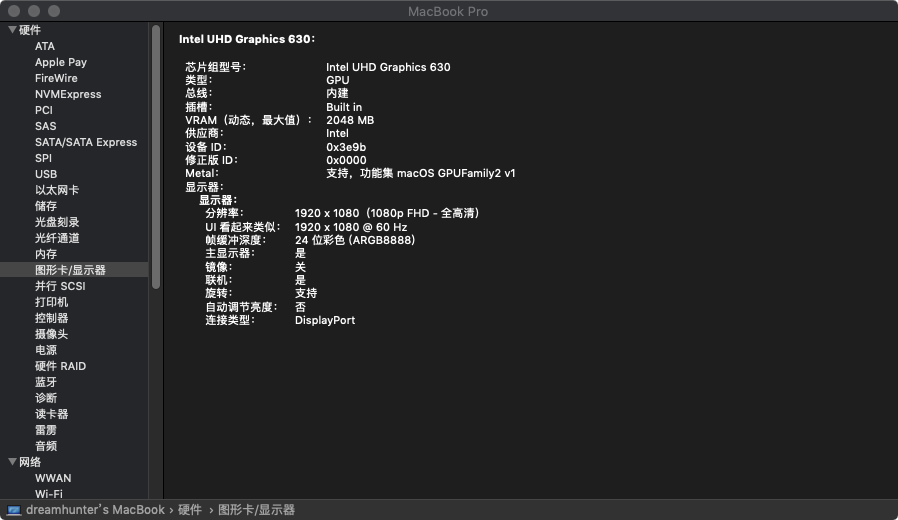 MacBook Pro
硬件
ATA
Apple Pay
FireWire
NVMExpress
PCI
SAS
SATA/SATA Express
SPI
USB
以太网卡
储存
光盘刻录
光纤通道
内存
图形卡/显示器
并行 SCSI
打印机
控制器
摄像头
电源
硬件 RAID
蓝牙
诊断
读卡器
雷雳
音频
网络
WWAN
Wi-Fi
Intel UHD Graphics 630：
芯片组型号： Intel UHD Graphics 630
类型： GPU
总线： 内建
插槽： Built in
VRAM（动态，最大值）： 2048 MB
供应商： Intel
设备 ID： 0x3e9b
修正版 ID： 0x0000
Metal： 支持，功能集 macOS GPUFamily2 v1
显示器：
显示器：
分辨率： 1920 x 1080（1080p FHD - 全高清）
UI 看起来类似： 1920 x 1080 @ 60 Hz
帧缓冲深度： 24 位彩色 (ARGB8888)
主显示器： 是
镜像： 关
联机： 是
旋转： 支持
自动调节亮度： 否
连接类型： DisplayPort
dreamhunter's MacBook › 硬件 › 图形卡/显示器